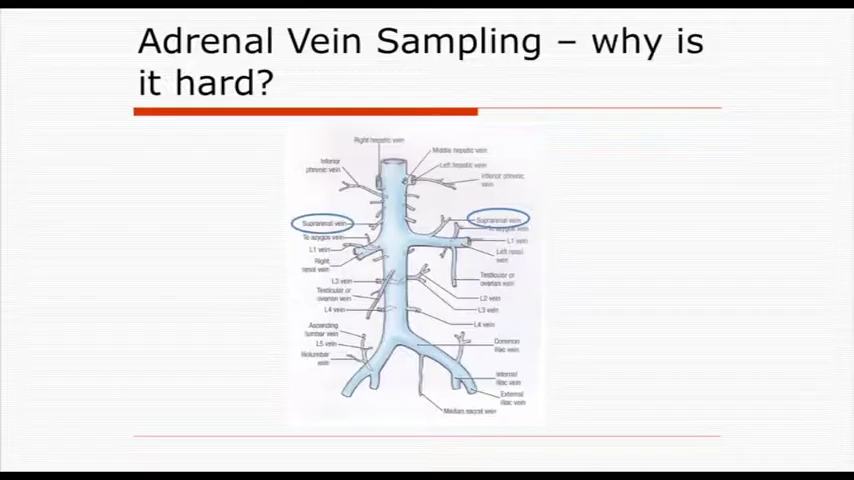 Adrenal Vein Sampling – why is
it hard?
Right hepatic vein
Middle hepatic vein
Left hepatic vein
Inferior
phrenic vein
Inferior phrenic
vein
Suprarenal vein
Suprarenal vein
To azygos vein
To azygos vein
L1 vein
L1 vein
Right
renal vein
Left renal
vein
L3 vein
Testicular or
ovarian vein
Testicular or
ovarian vein
L2 vein
L3 vein
L4 vein
L4 vein
Ascending
lumbar vein
L5 vein
Iliolumbar
vein
Common
iliac vein
Internal
iliac vein
External
iliac vein
Median sacral vein